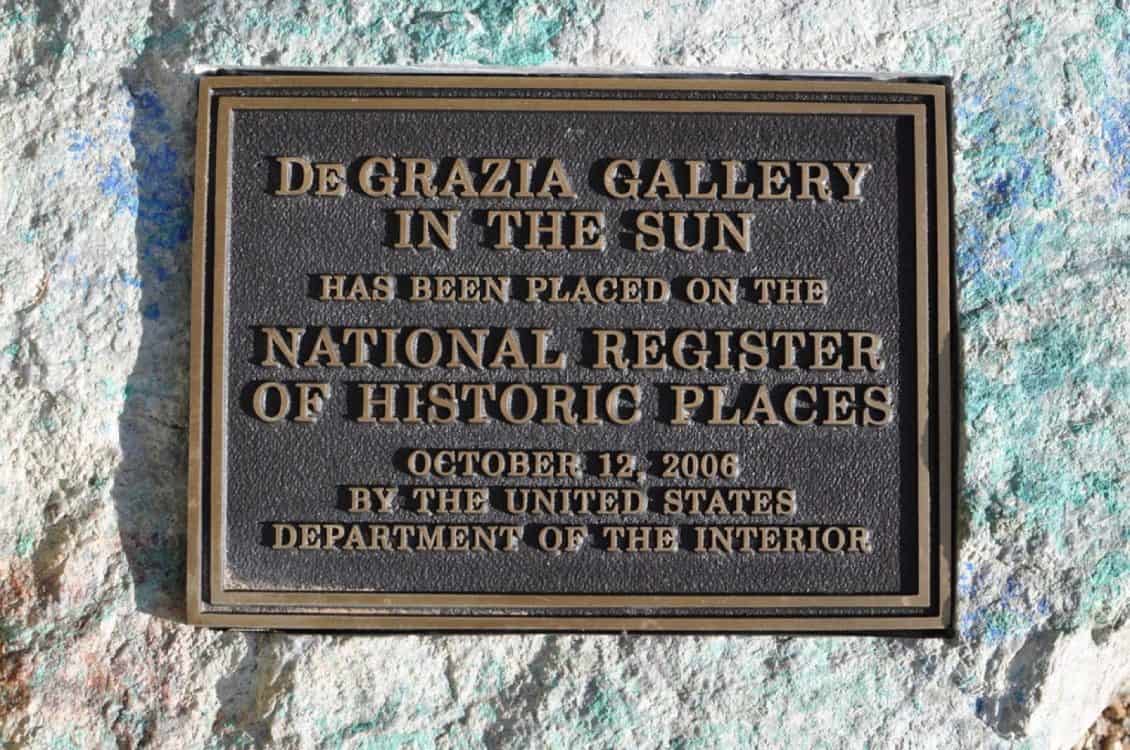 DeGRAZIA GALLERY
IN THE SUN
HAS BEEN PLACED ON THE
NATIONAL REGISTER
OF HISTORIC PLACES
OCTOBER 12, 2006
BY THE UNITED STATES
DEPARTMENT OF THE INTERIOR